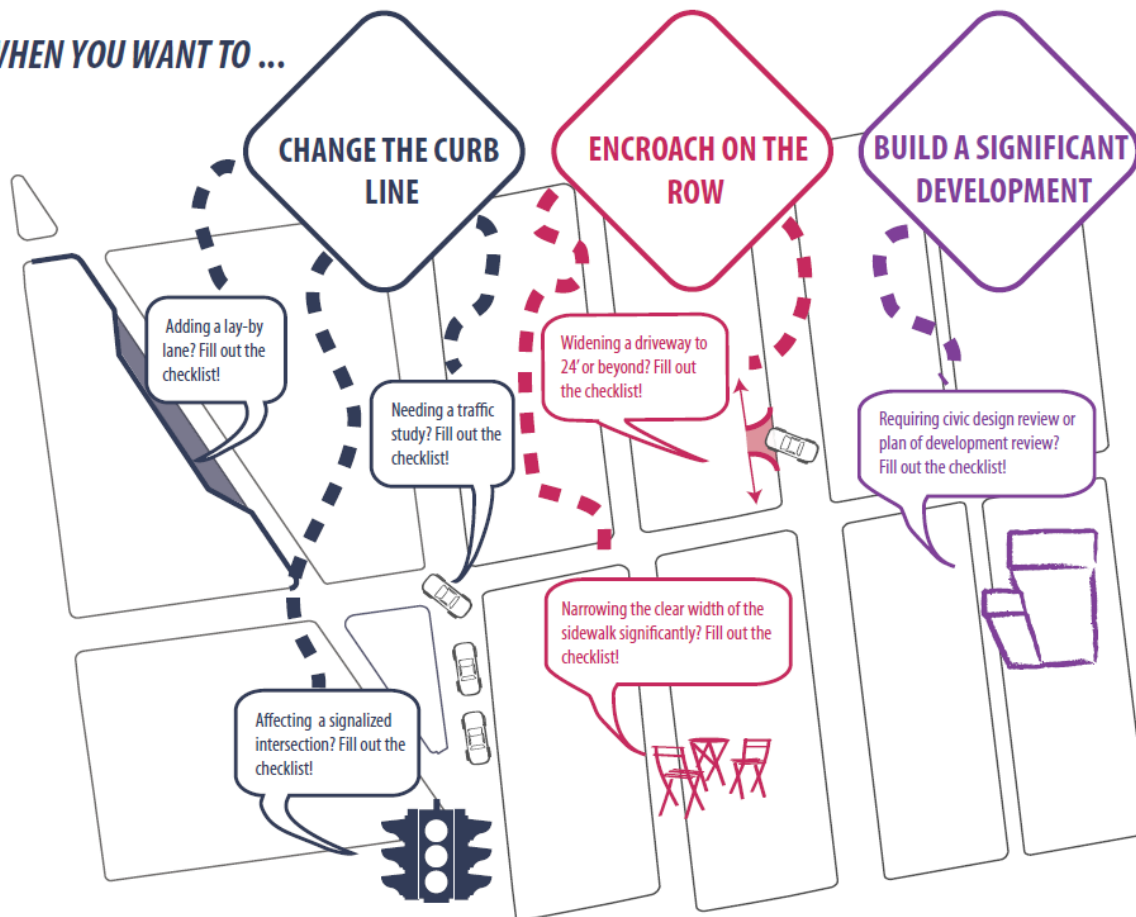 WHEN YOU WANT TO ...
CHANGE THE CURB
LINE
ENCROACH ON THE
ROW
BUILD A SIGNIFICANT
DEVELOPMENT
Adding a lay-by
lane? Fill out the
checklist!
Needing a traffic
study? Fill out the
checklist!
Widening a driveway to
24' or beyond? Fill out
the checklist!
Requiring civic design review or
plan of development review?
Fill out the checklist!
Narrowing the clear width of the
sidewalk significantly? Fill out the
checklist!
Affecting a signalized
intersection? Fill out the
checklist!